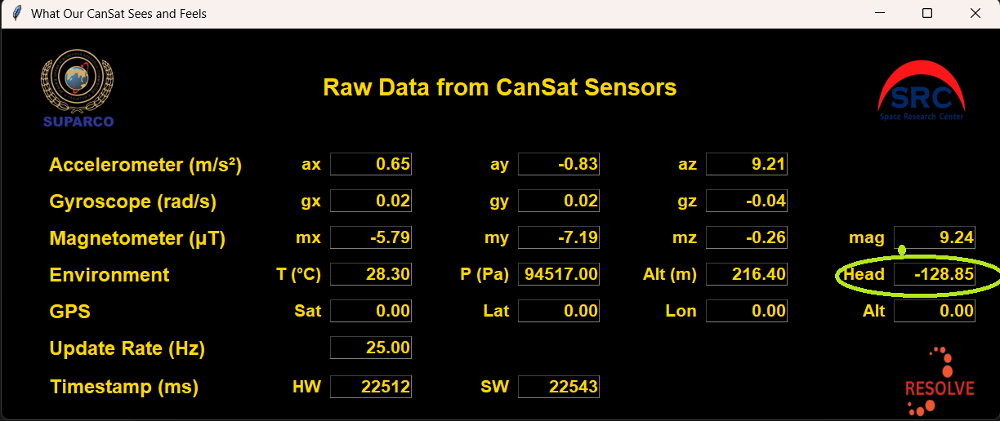 What Our CanSat Sees and Feels
SUPARCO
Raw Data from CanSat Sensors
SRC
Space Research Center
Accelerometer (m/s²) ax 0.65 ay -0.83 az 9.21
Gyroscope (rad/s) gx 0.02 gy 0.02 gz -0.04
Magnetometer (µT) mx -5.79 my -7.19 mz -0.26 mag 9.24
Environment T (°C) 28.30 P (Pa) 94517.00 Alt (m) 216.40 Head -128.85
GPS Sat 0.00 Lat 0.00 Lon 0.00 Alt 0.00
Update Rate (Hz) 25.00
Timestamp (ms) HW 22512 SW 22543
RESOLVE